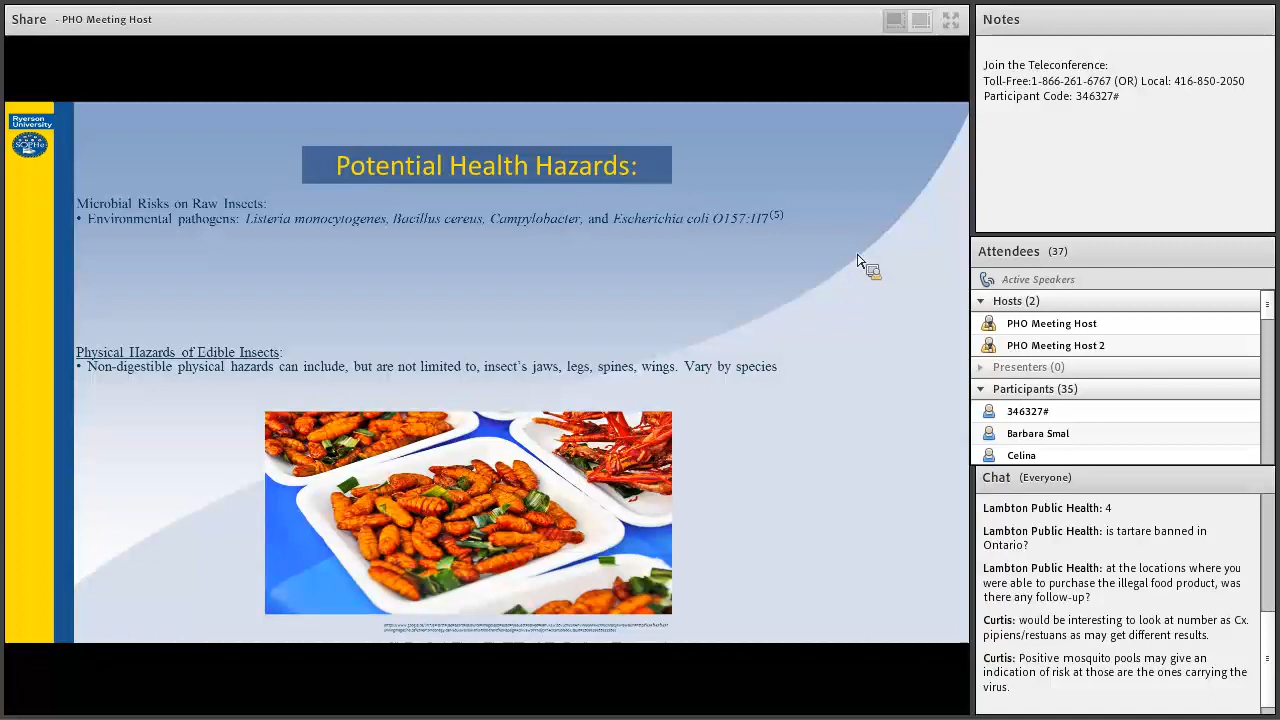 Share - PHO Meeting Host
Ryerson
University
SOPHe
Potential Health Hazards:
Microbial Risks on Raw Insects:
• Environmental pathogens: Listeria monocytogenes, Bacillus cereus, Campylobacter, and Escherichia coli O157:H7(5)
Physical Hazards of Edible Insects:
• Non-digestible physical hazards can include, but are not limited to, insect's jaws, legs, spines, wings. Vary by species
Notes
Join the Teleconference:
Toll-Free:1-866-261-6767 (OR) Local: 416-850-2050
Participant Code: 346327#
Attendees (37)
Active Speakers
Hosts (2)
PHO Meeting Host
PHO Meeting Host 2
Presenters (0)
Participants (35)
346327#
Barbara Smal
Celina
Chat (Everyone)
Lambton Public Health: 4
Lambton Public Health: is tartare banned in
Ontario?
Lambton Public Health: at the locations where you
were able to purchase the illegal food product, was
there any follow-up?
Curtis: would be interesting to look at number as Cx.
pipiens/restuans as may get different results.
Curtis: Positive mosquito pools may give an
indication of risk at those are the ones carrying the
virus.